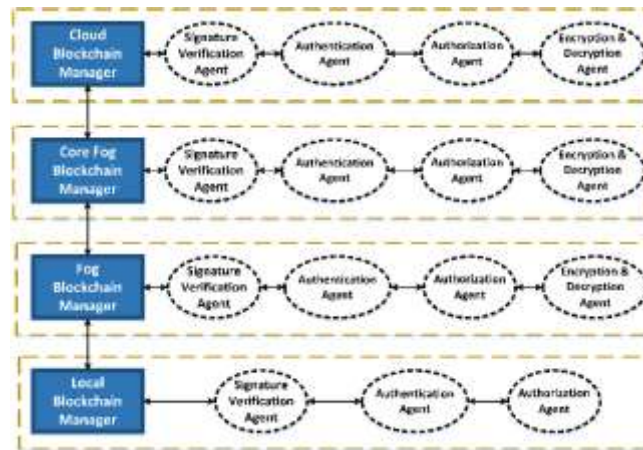 Cloud
Blockchain
Manager
Signature
Verification
Agent
Authentication
Agent
Authorization
Agent
Encryption &
Decryption
Agent
Core Fog
Blockchain
Manager
Signature
Verification
Agent
Authentication
Agent
Authorization
Agent
Encryption &
Decryption
Agent
Fog
Blockchain
Manager
Signature
Verification
Agent
Authentication
Agent
Authorization
Agent
Encryption &
Decryption
Agent
Local
Blockchain
Manager
Signature
Verification
Agent
Authentication
Agent
Authorization
Agent